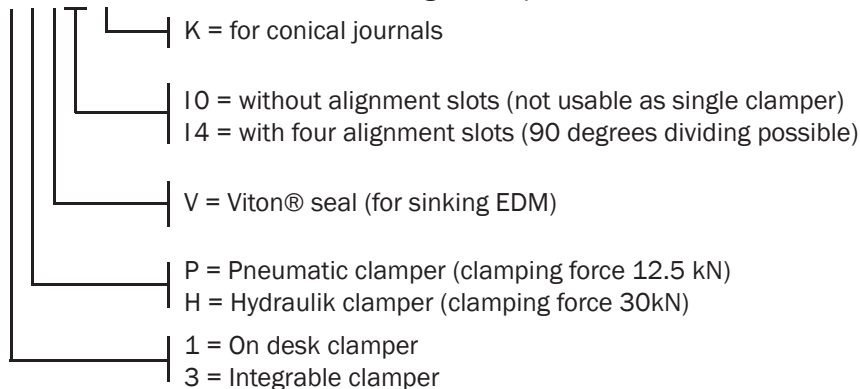 K = for conical journals
I0 = without alignment slots (not usable as single clamper)
I4 = with four alignment slots (90 degrees dividing possible)
V = Viton® seal (for sinking EDM)
P = Pneumatic clamper (clamping force 12.5 kN)
H = Hydraulik clamper (clamping force 30kN)
1 = On desk clamper
3 = Integrable clamper